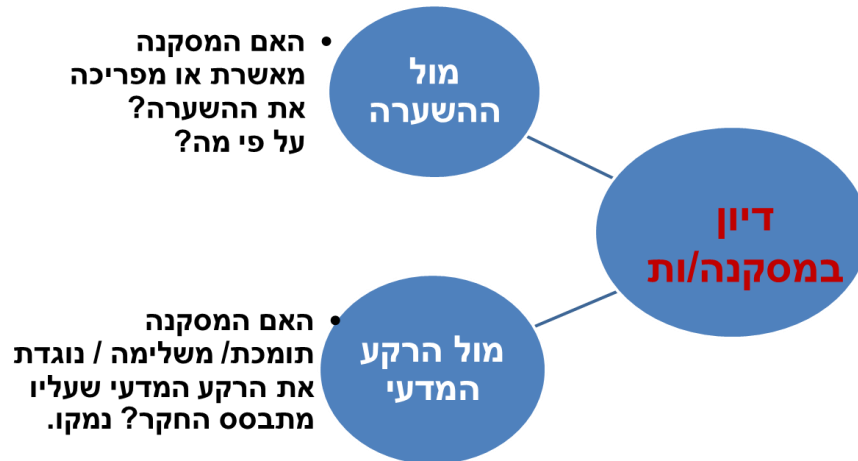 דיון
במסקנה/ות
מול
ההשערה
• האם המסקנה
מאשרת או מפריכה
את ההשערה?
על פי מה?
מול הרקע
המדעי
• האם המסקנה
תומכת/ משלימה / נוגדת
את הרקע המדעי שעליו
מתבסס החקר? נמקו.